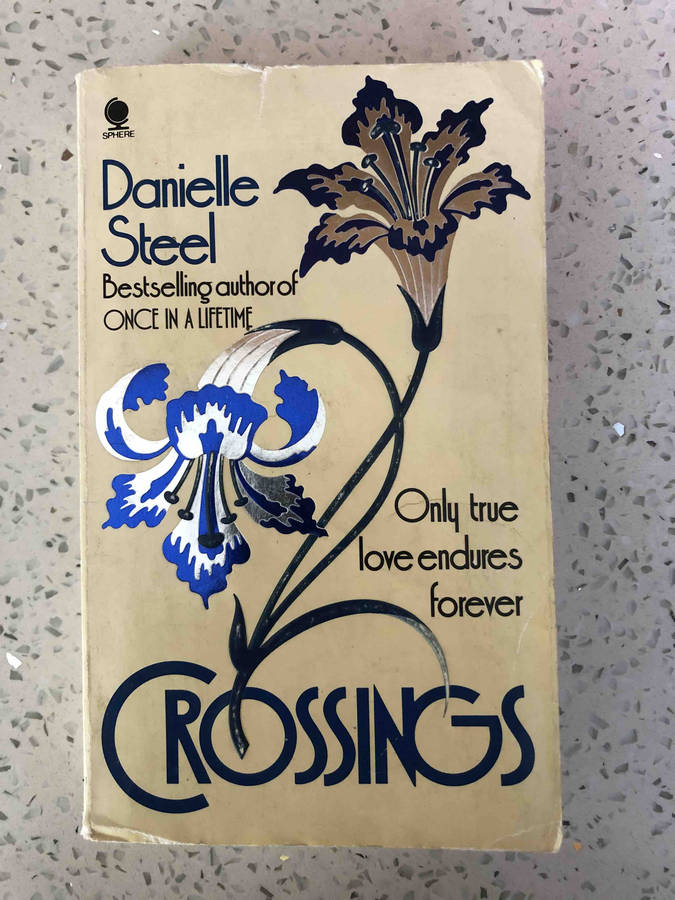 SPHERE
Danielle
Steel
Bestselling author of
ONCE IN A LIFETIME
Only true
love endures
forever
CROSSINGS